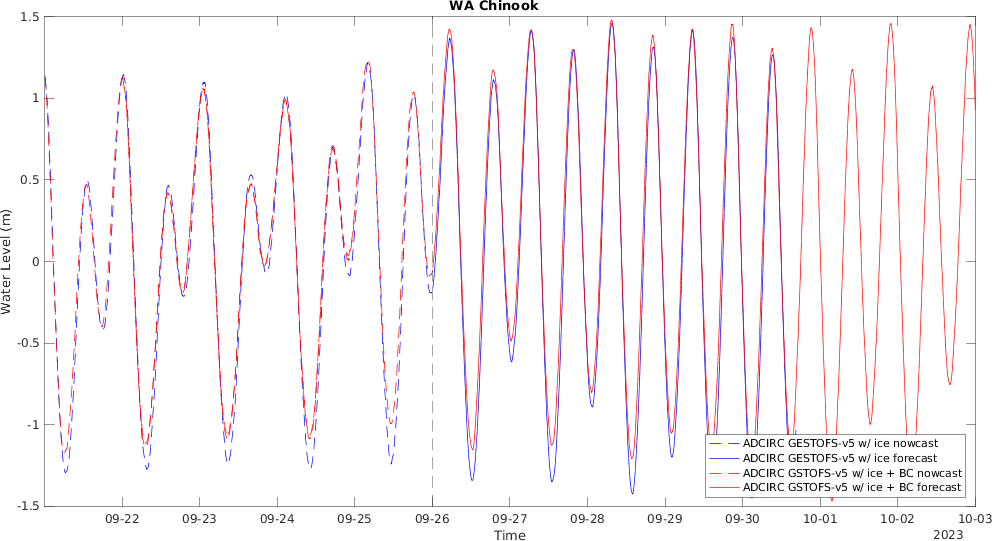 WA Chinook
1.5
1
0.5
0
-0.5
-1
-1.5
Water Level (m)
ADCIRC GESTOFS-v5 w/ ice nowcast
ADCIRC GESTOFS-v5 w/ ice forecast
ADCIRC GSTOFS-v5 w/ ice + BC nowcast
ADCIRC GSTOFS-v5 w/ ice + BC forecast
09-22 09-23 09-24 09-25 09-26 09-27 09-28 09-29 09-30 10-01 10-02 10-03
Time
2023